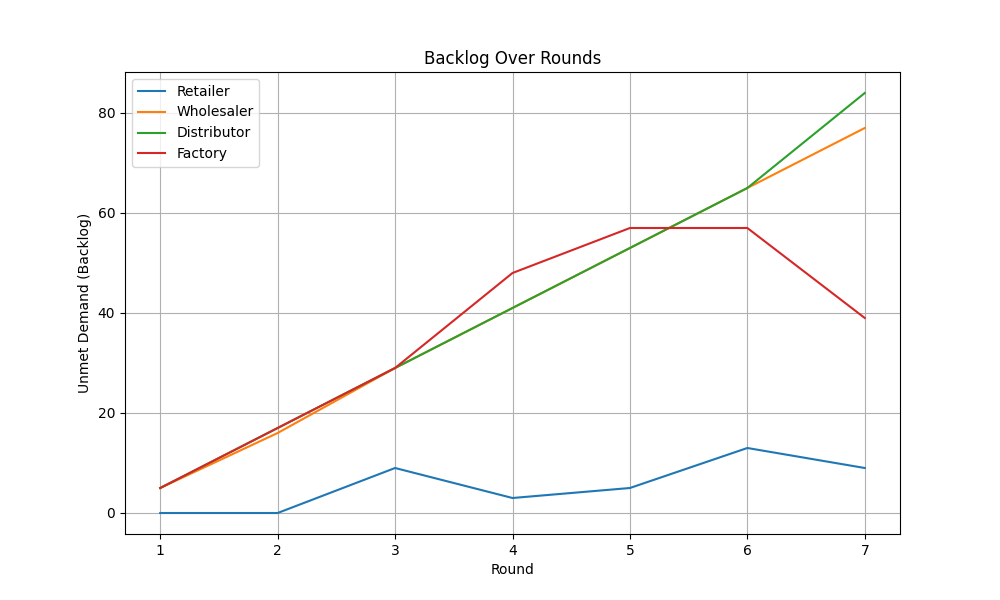 Backlog Over Rounds
Retailer
Wholesaler
Distributor
Factory
Unmet Demand (Backlog)
80
60
40
20
0
1 2 3 4 5 6 7
Round